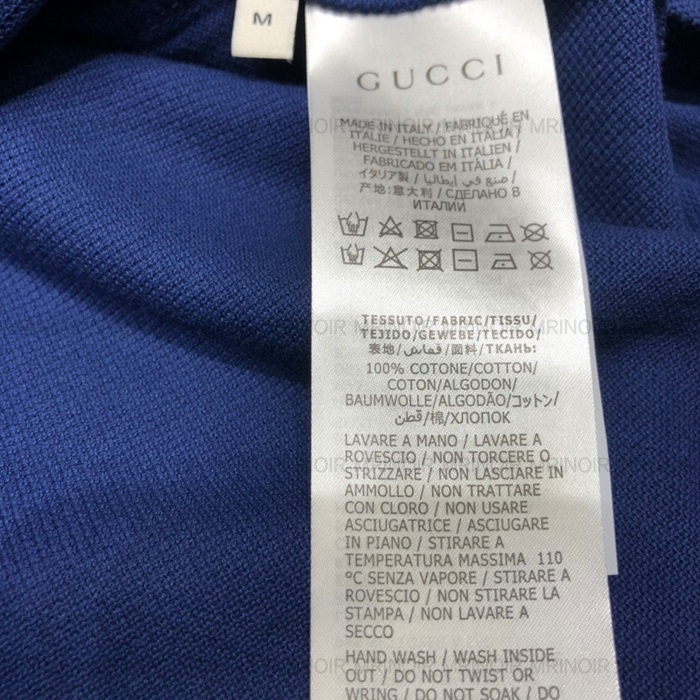 M
GUCCI
MADE IN ITALY / FABRIQUÉ EN
ITALIE / HECHO EN ITALIA /
HERGESTELLT IN ITALIEN /
FABRICADO EM ITÁLIA /
イタリア製 / صنع في إيطاليا /
产地:意大利 / СДЕЛАНО В
ИТАЛИИ
TESSUTO/FABRIC/TISSU/
TEJIDO/GEWEBE/TECIDO/
表地/قماش/面料/ТКАНЬ:
100% COTONE/COTTON/
COTON/ALGODON/
BAUMWOLLE/ALGODÃO/コットン/
قطن/棉/ХЛОПОК
LAVARE A MANO / LAVARE A
ROVESCIO / NON TORCERE O
STRIZZARE / NON LASCIARE IN
AMMOLLO / NON TRATTARE
CON CLORO / NON USARE
ASCIUGATRICE / ASCIUGARE
IN PIANO / STIRARE A
TEMPERATURA MASSIMA 110
ºC SENZA VAPORE / STIRARE A
ROVESCIO / NON STIRARE LA
STAMPA / NON LAVARE A
SECCO
HAND WASH / WASH INSIDE
OUT / DO NOT TWIST OR
WRING / DO NOT SOAK / DO
MRINOIR